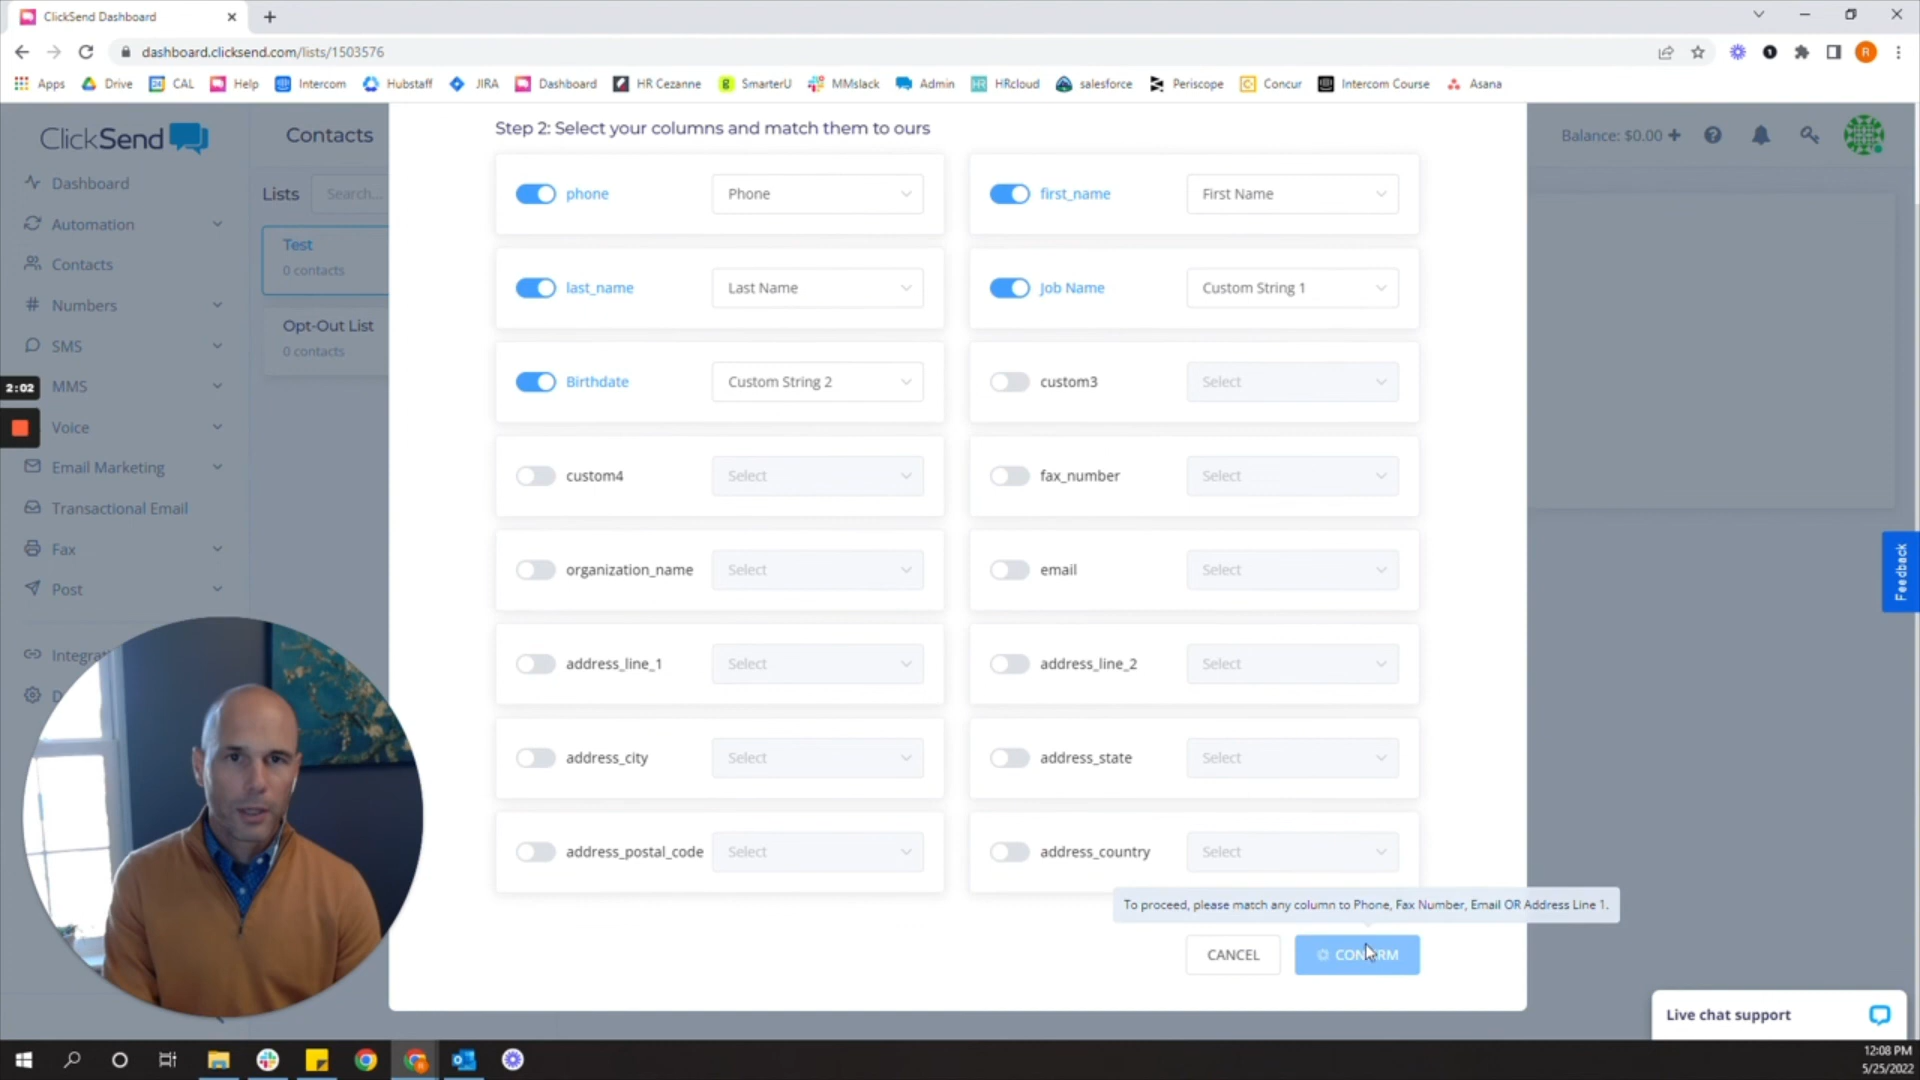 ClickSend Dashboard
dashboard.clicksend.com/lists/1503576
R
Apps Drive CAL Help Intercom Hubstaff JIRA Dashboard HR Cezanne SmarterU MMslack Admin HRcloud salesforce Periscope Concur Intercom Course Asana
ClickSend
Dashboard
Automation
Contacts
Numbers
SMS
MMS
Voice
Email Marketing
Transactional Email
Fax
Post
2:02
Contacts
Lists Search...
Test
0 contacts
Opt-Out List
0 contacts
Balance: $0.00 +
Step 2: Select your columns and match them to ours
phone Phone
first_name First Name
last_name Last Name
Job Name Custom String 1
Birthdate Custom String 2
custom3 Select
custom4 Select
fax_number Select
organization_name Select
email Select
address_line_1 Select
address_line_2 Select
address_city Select
address_state Select
address_postal_code Select
address_country Select
To proceed, please match any column to Phone, Fax Number, Email OR Address Line 1.
CANCEL
Feedback
Live chat support
12:08 PM
5/25/2022